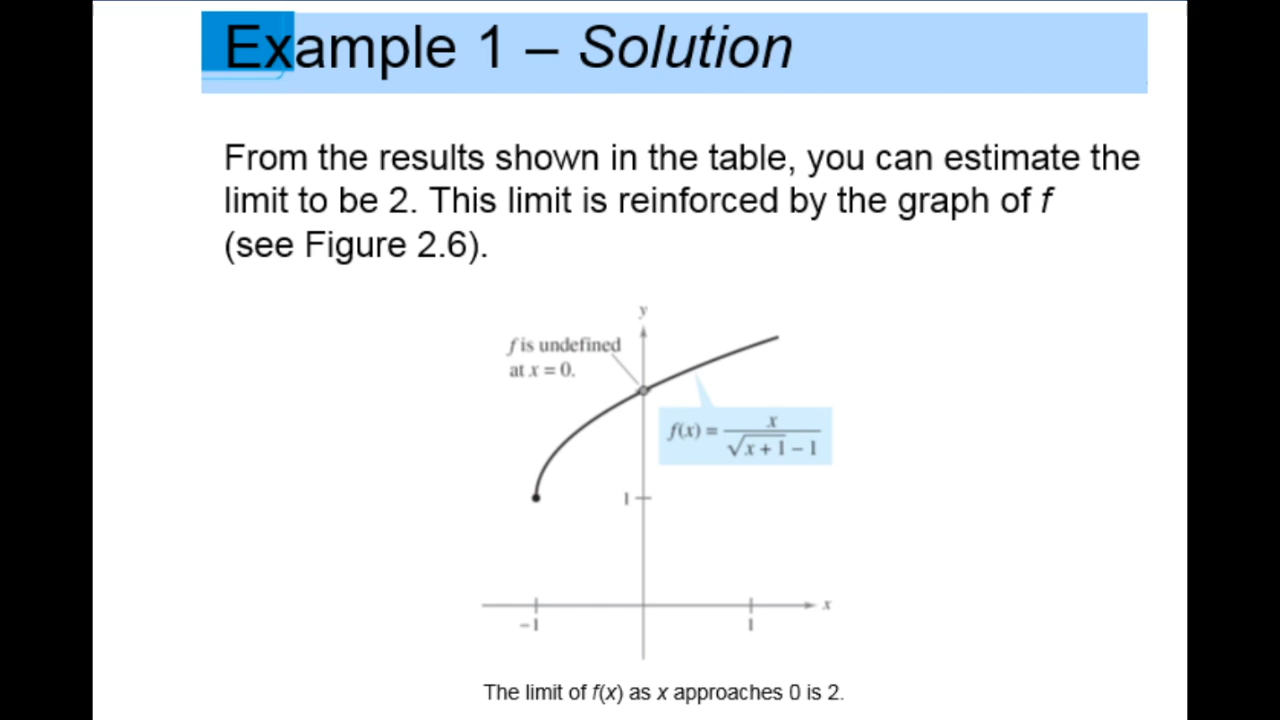 Example 1 – Solution
From the results shown in the table, you can estimate the
limit to be 2. This limit is reinforced by the graph of f
(see Figure 2.6).
y
f is undefined
at x = 0.
f(x) = x / √x + 1 − 1
1
x
−1
1
The limit of f(x) as x approaches 0 is 2.